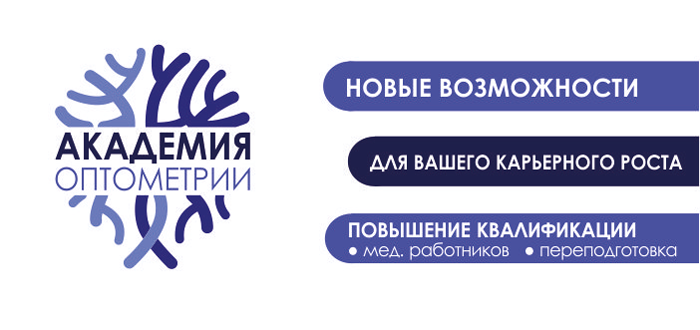 АКАДЕМИЯ
ОПТОМЕТРИИ
НОВЫЕ ВОЗМОЖНОСТИ
ДЛЯ ВАШЕГО КАРЬЕРНОГО РОСТА
ПОВЫШЕНИЕ КВАЛИФИКАЦИИ
● мед. работников ● переподготовка